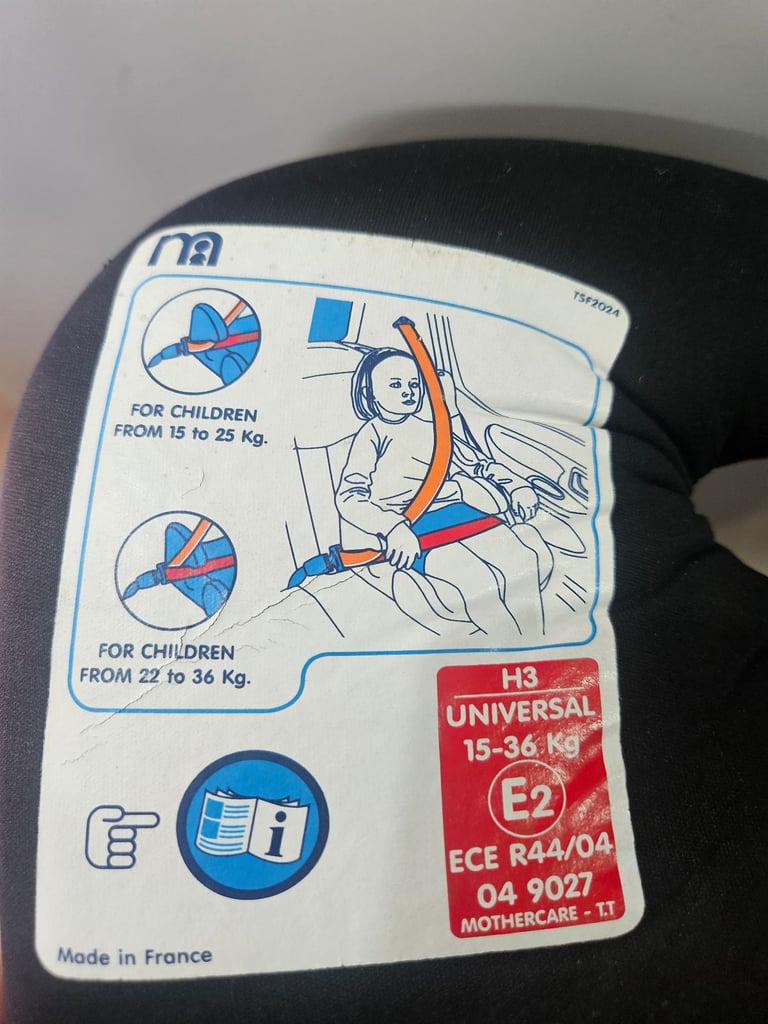 TSF2024
FOR CHILDREN
FROM 15 to 25 Kg.
FOR CHILDREN
FROM 22 to 36 Kg.
H3
UNIVERSAL
15-36 Kg
E2
ECE R44/04
04 9027
MOTHERCARE - T.T
i
Made in France